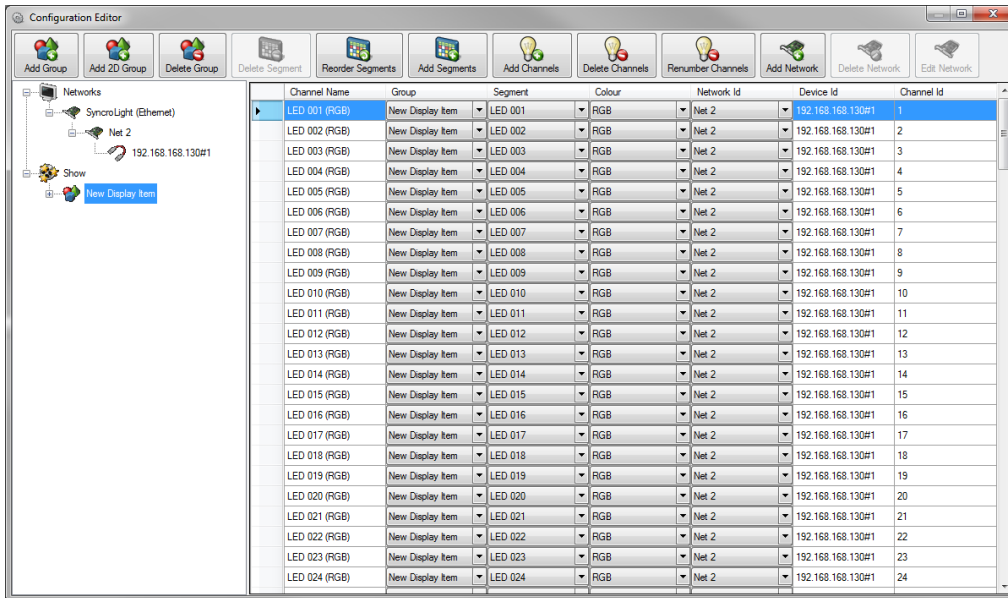 Configuration Editor
Add Group Add 2D Group Delete Group Delete Segment Reorder Segments Add Segments Add Channels Delete Channels Renumber Channels Add Network Delete Network Edit Network
Networks
SyncroLight (Ethernet)
Net 2
192.168.168.130#1
Show
New Display Item
Channel Name Group Segment Colour Network Id Device Id Channel Id
LED 001 (RGB) New Display Item LED 001 RGB Net 2 192.168.168.130#1 1
LED 002 (RGB) New Display Item LED 002 RGB Net 2 192.168.168.130#1 2
LED 003 (RGB) New Display Item LED 003 RGB Net 2 192.168.168.130#1 3
LED 004 (RGB) New Display Item LED 004 RGB Net 2 192.168.168.130#1 4
LED 005 (RGB) New Display Item LED 005 RGB Net 2 192.168.168.130#1 5
LED 006 (RGB) New Display Item LED 006 RGB Net 2 192.168.168.130#1 6
LED 007 (RGB) New Display Item LED 007 RGB Net 2 192.168.168.130#1 7
LED 008 (RGB) New Display Item LED 008 RGB Net 2 192.168.168.130#1 8
LED 009 (RGB) New Display Item LED 009 RGB Net 2 192.168.168.130#1 9
LED 010 (RGB) New Display Item LED 010 RGB Net 2 192.168.168.130#1 10
LED 011 (RGB) New Display Item LED 011 RGB Net 2 192.168.168.130#1 11
LED 012 (RGB) New Display Item LED 012 RGB Net 2 192.168.168.130#1 12
LED 013 (RGB) New Display Item LED 013 RGB Net 2 192.168.168.130#1 13
LED 014 (RGB) New Display Item LED 014 RGB Net 2 192.168.168.130#1 14
LED 015 (RGB) New Display Item LED 015 RGB Net 2 192.168.168.130#1 15
LED 016 (RGB) New Display Item LED 016 RGB Net 2 192.168.168.130#1 16
LED 017 (RGB) New Display Item LED 017 RGB Net 2 192.168.168.130#1 17
LED 018 (RGB) New Display Item LED 018 RGB Net 2 192.168.168.130#1 18
LED 019 (RGB) New Display Item LED 019 RGB Net 2 192.168.168.130#1 19
LED 020 (RGB) New Display Item LED 020 RGB Net 2 192.168.168.130#1 20
LED 021 (RGB) New Display Item LED 021 RGB Net 2 192.168.168.130#1 21
LED 022 (RGB) New Display Item LED 022 RGB Net 2 192.168.168.130#1 22
LED 023 (RGB) New Display Item LED 023 RGB Net 2 192.168.168.130#1 23
LED 024 (RGB) New Display Item LED 024 RGB Net 2 192.168.168.130#1 24